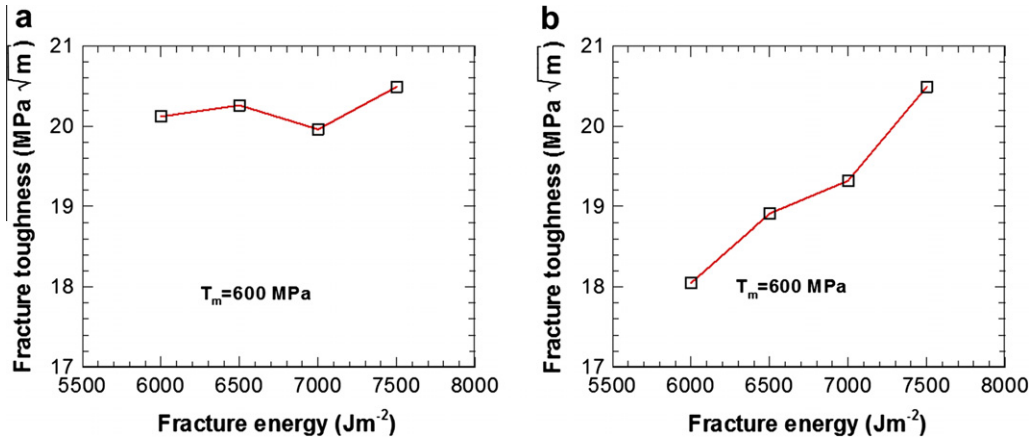 a
21
20
19
18
17
Fracture toughness (MPa √m)
T_m=600 MPa
5500 6000 6500 7000 7500 8000
Fracture energy (Jm⁻²)
b
21
20
19
18
17
Fracture toughness (MPa √m)
T_m=600 MPa
5500 6000 6500 7000 7500 8000
Fracture energy (Jm⁻²)